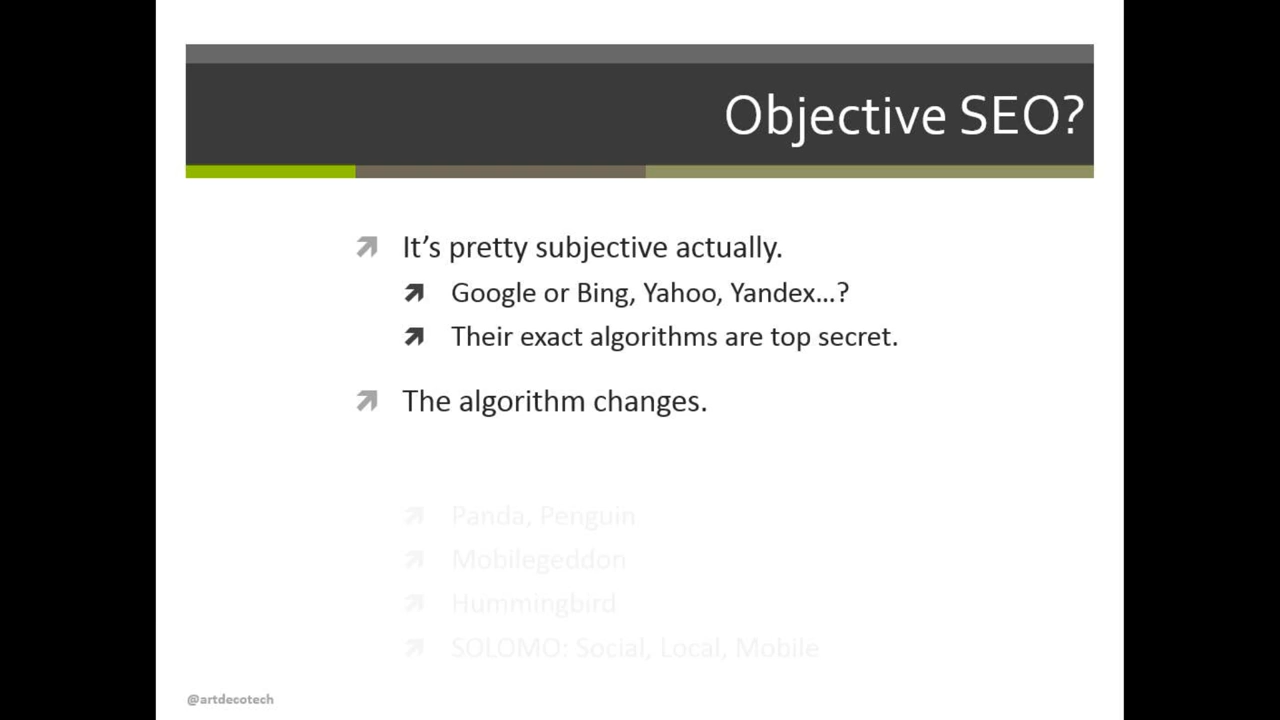 Objective SEO?
It’s pretty subjective actually.
Google or Bing, Yahoo, Yandex…?
Their exact algorithms are top secret.
The algorithm changes.
Panda, Penguin
Mobilegeddon
Hummingbird
SOLOMO: Social, Local, Mobile
@artdecotech